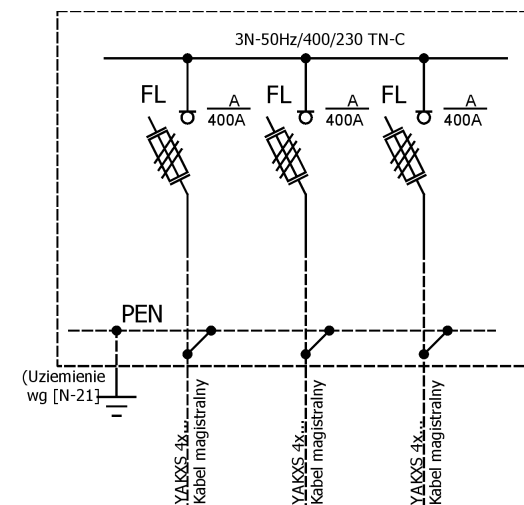 3N-50Hz/400/230 TN-C
FL
A
400A
FL
A
400A
FL
A
400A
PEN
(Uziemienie
wg [N-21]
YAKXS 4x...
Kabel magistralny
YAKXS 4x...
Kabel magistralny
YAKXS 4x...
Kabel magistralny